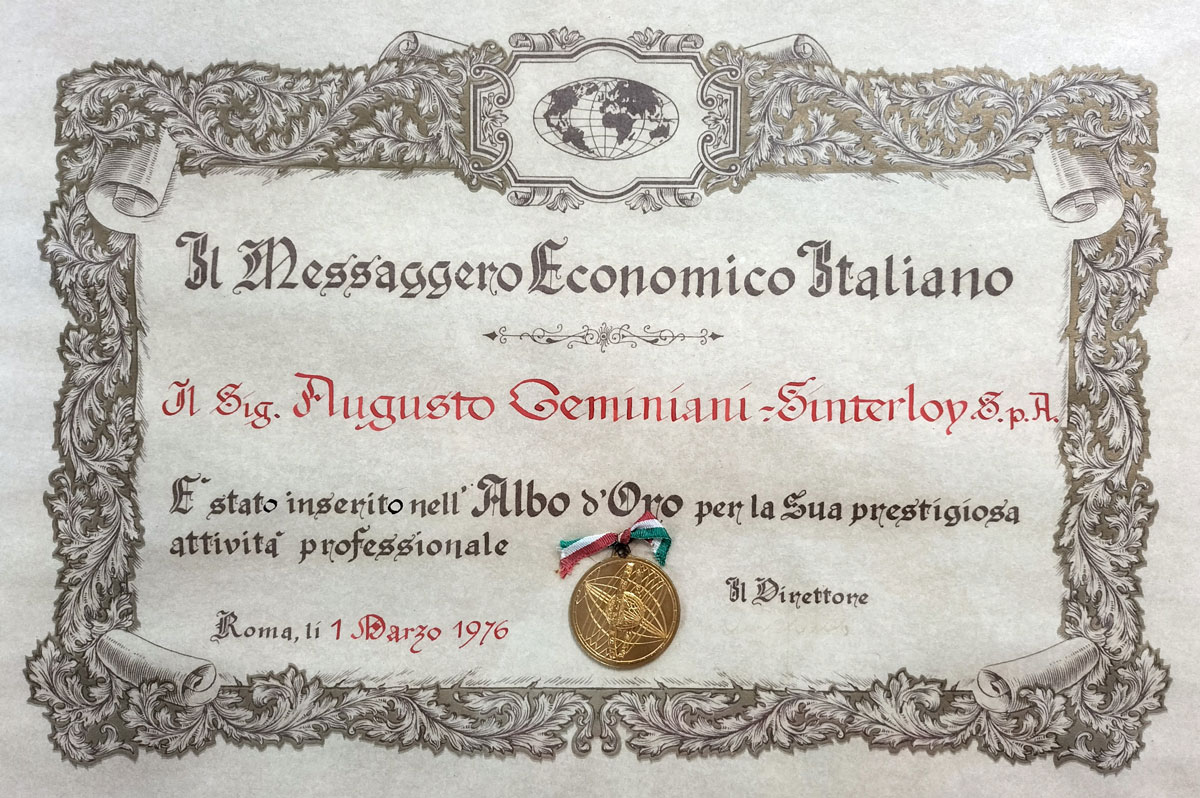 Il Messaggero Economico Italiano
Il Sig. Augusto Geminiani-Sinterloy.S.p.A.
E' stato inserito nell' Albo d'Oro per la Sua prestigiosa
attività professionale
Il Direttore
Roma, li 1 Marzo 1976